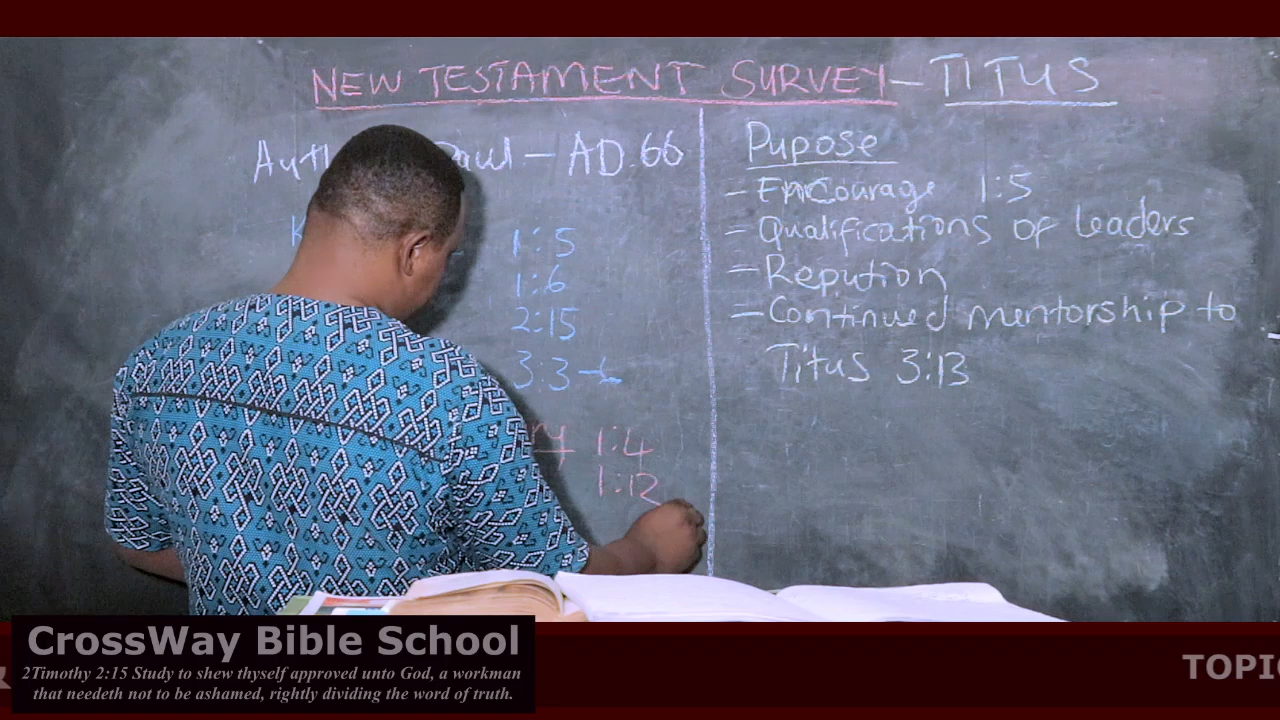 NEW TESTAMENT SURVEY - TITUS
Paul - AD.66
1:5
1:6
2:15
3:3
1:4
1:12
Pupose
- Encourage 1:5
- Qualifications of leaders
- Repution
- Continued mentorship to
Titus 3:13
CrossWay Bible School
2Timothy 2:15 Study to shew thyself approved unto God, a workman
that needeth not to be ashamed, rightly dividing the word of truth.
TOPIC